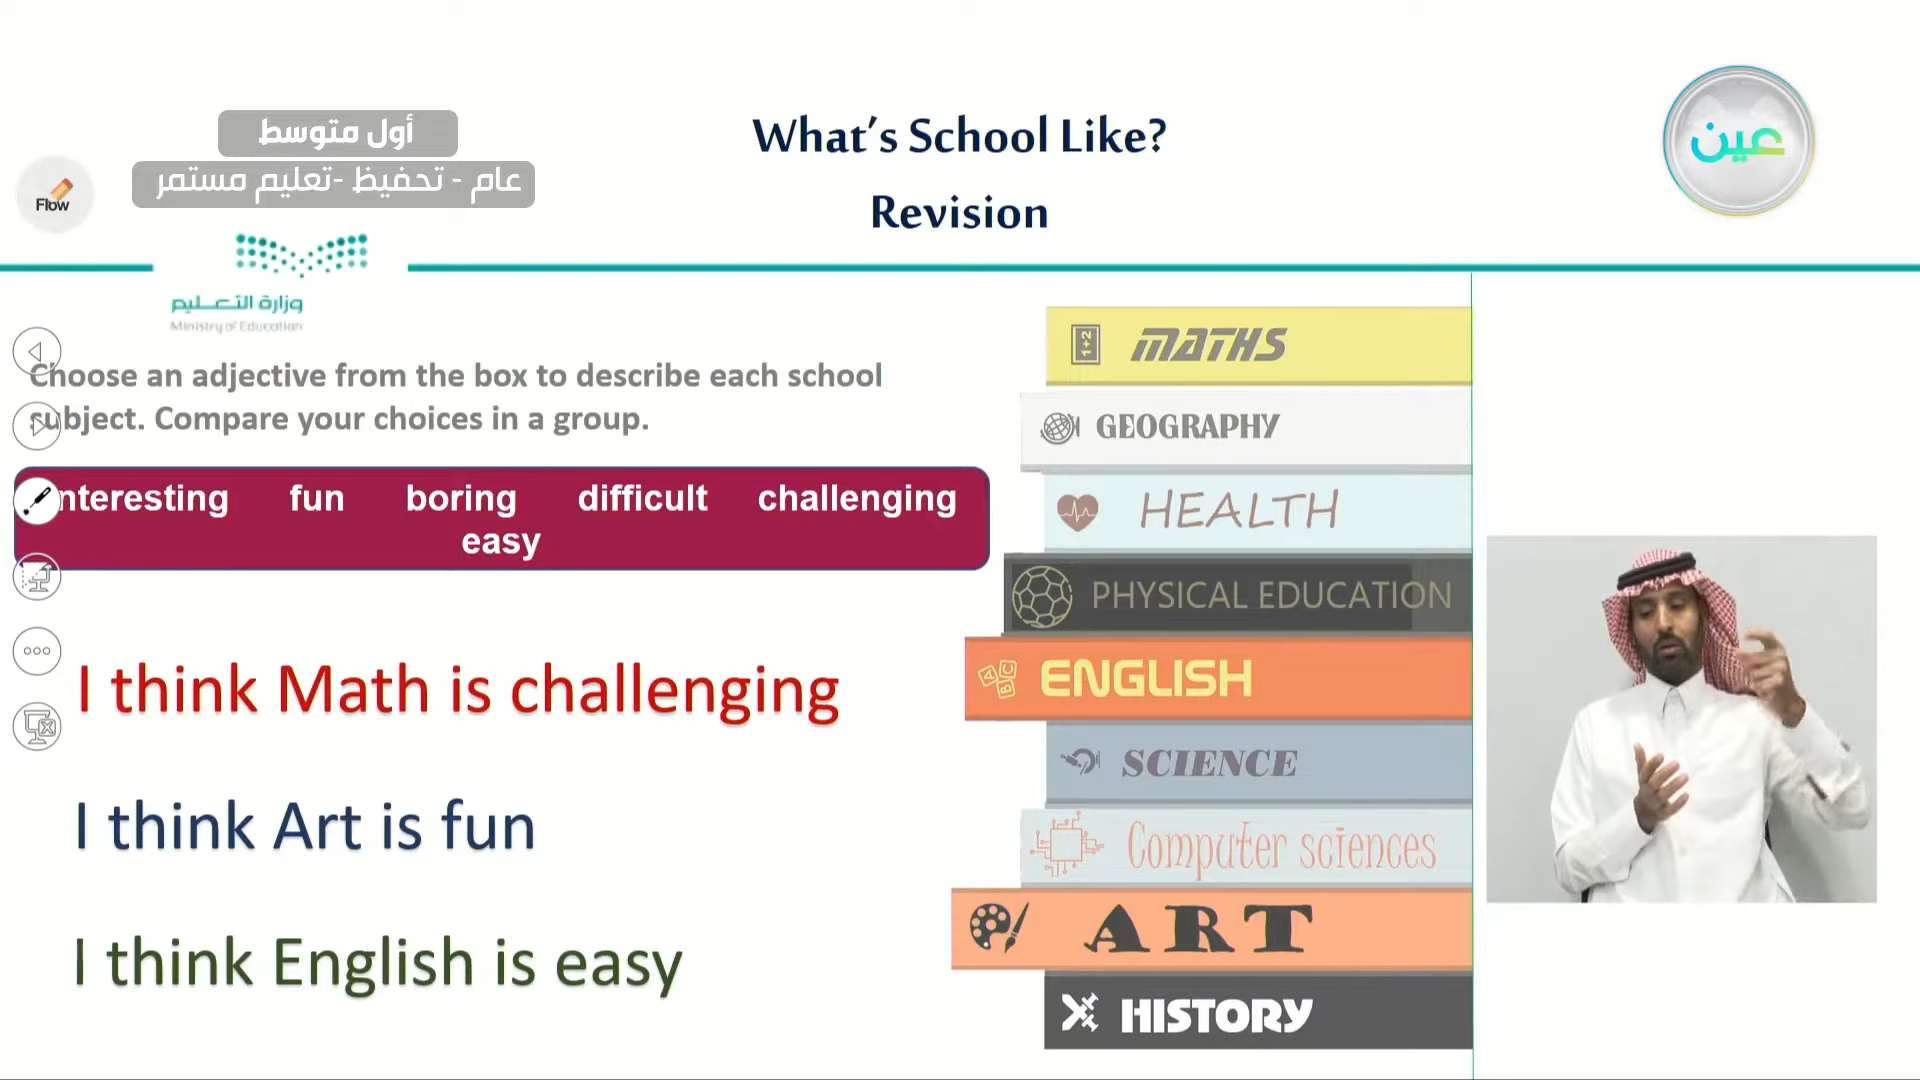 What's School Like?
Revision
أول متوسط
عام - تحفيظ -تعليم مستمر
Flow
عين
وزارة التعليم
Ministry of Education
Choose an adjective from the box to describe each school
subject. Compare your choices in a group.
nteresting fun boring difficult challenging
easy
I think Math is challenging
I think Art is fun
I think English is easy
1+2 MATHS
GEOGRAPHY
HEALTH
PHYSICAL EDUCATION
A B C ENGLISH
SCIENCE
Computer sciences
ART
HISTORY